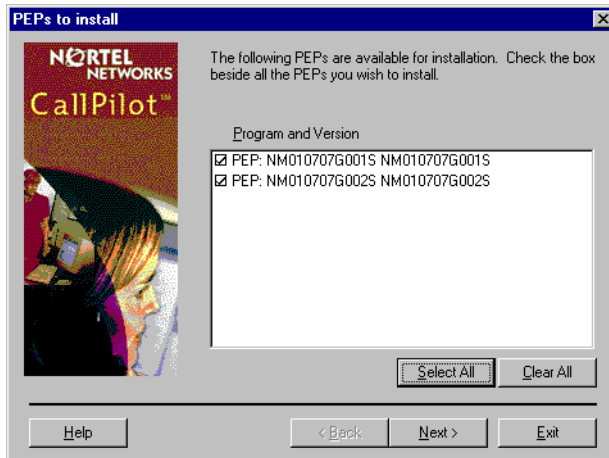 PEPs to install
NORTEL
NETWORKS
CallPilot™
The following PEPs are available for installation. Check the box
beside all the PEPs you wish to install.
Program and Version
PEP: NM010707G001S NM010707G001S
PEP: NM010707G002S NM010707G002S
Select All
Clear All
Help
< Back
Next >
Exit